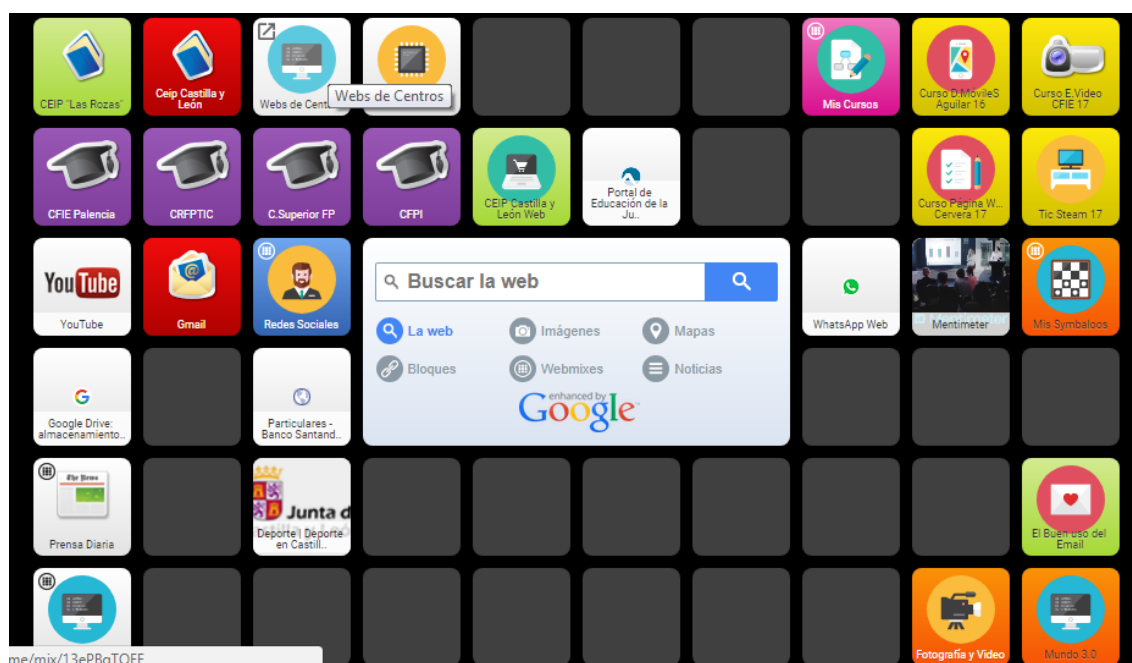 CEIP "Las Rozas"
Ceip Castilla y
León
Webs de Cent
Webs de Centros
Mis Cursos
Curso D.MóvileS
Aguilar 16
Curso E.Video
CFIE 17
CFIE Palencia
CRFPTIC
C.Superior FP
CFPI
CEIP Castilla y
León Web
Portal de
Educación de la
Ju..
Curso Página W...
Cervera 17
Tic Steam 17
YouTube
YouTube
Gmail
Redes Sociales
Buscar la web
La web
Imágenes
Mapas
Bloques
Webmixes
Noticias
enhanced by
Google
WhatsApp Web
Mentimeter
Mis Symbaloos
Google Drive:
almacenamiento..
Particulares -
Banco Santand..
The News
Prensa Diaria
Junta d
Deporte | Deporte
en Castill..
El Buen uso del
Email
Fotografía y Video
Mundo 3.0
me/mix/13ePBqTOFF